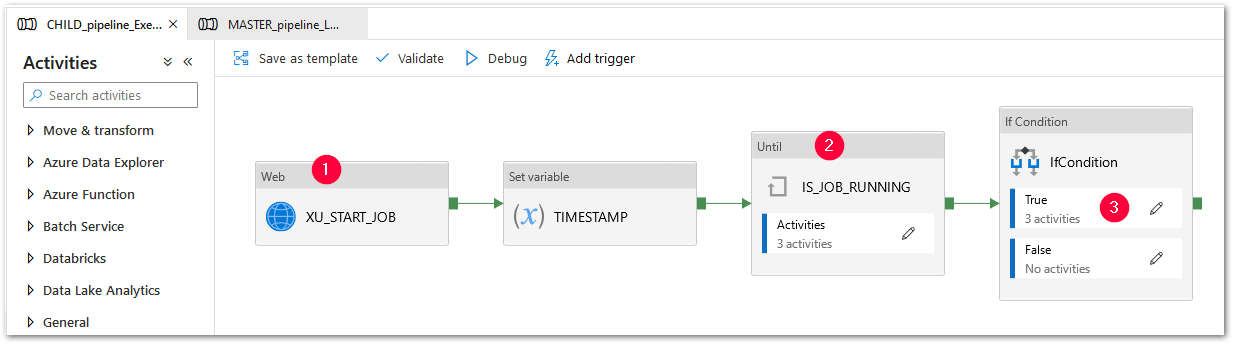 CHILD_pipeline_Exe...
MASTER_pipeline_L...
Activities
Search activities
Move & transform
Azure Data Explorer
Azure Function
Batch Service
Databricks
Data Lake Analytics
General
Save as template
Validate
Debug
Add trigger
Web
1
XU_START_JOB
Set variable
(x)
TIMESTAMP
Until
2
IS_JOB_RUNNING
Activities
3 activities
If Condition
IfCondition
True
3 activities
3
False
No activities